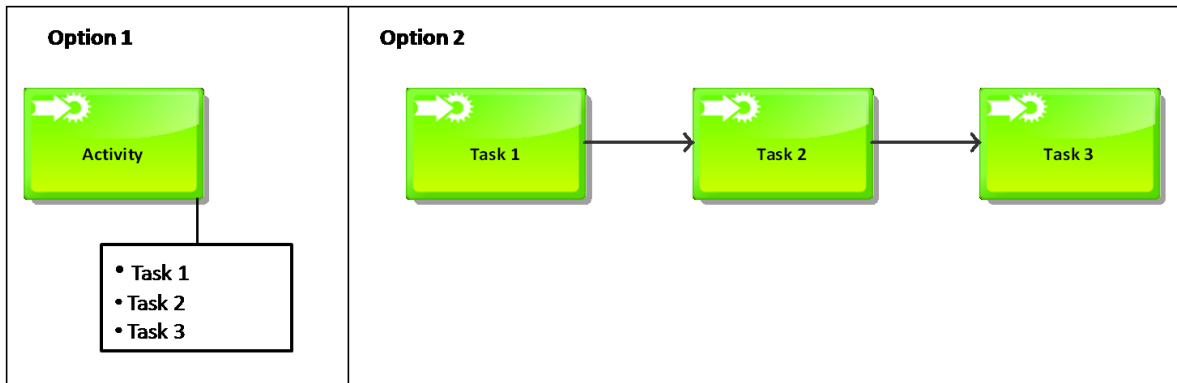 Option 1
Activity
• Task 1
• Task 2
• Task 3
Option 2
Task 1
Task 2
Task 3